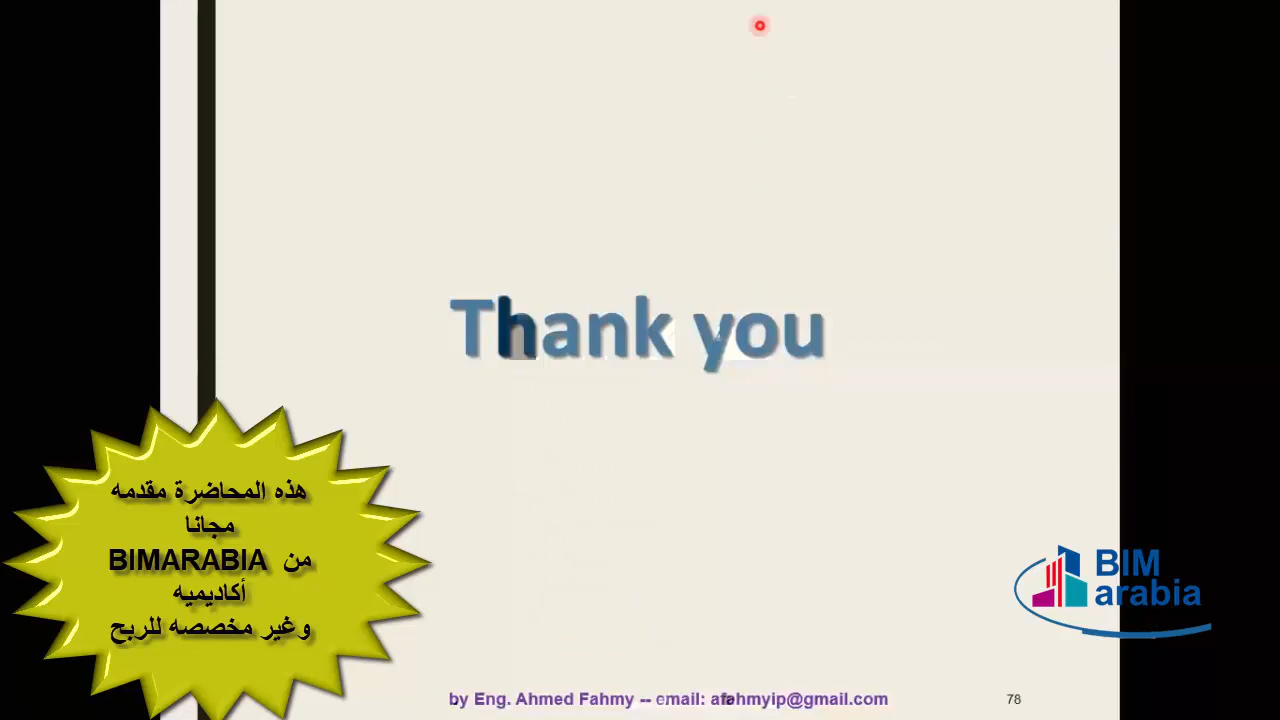 Thank you
هذه المحاضرة مقدمه
مجانا
من BIMARABIA
أكاديميه
وغير مخصصه للربح
BIM
arabia
by Eng. Ahmed Fahmy -- email: afahmyip@gmail.com
78